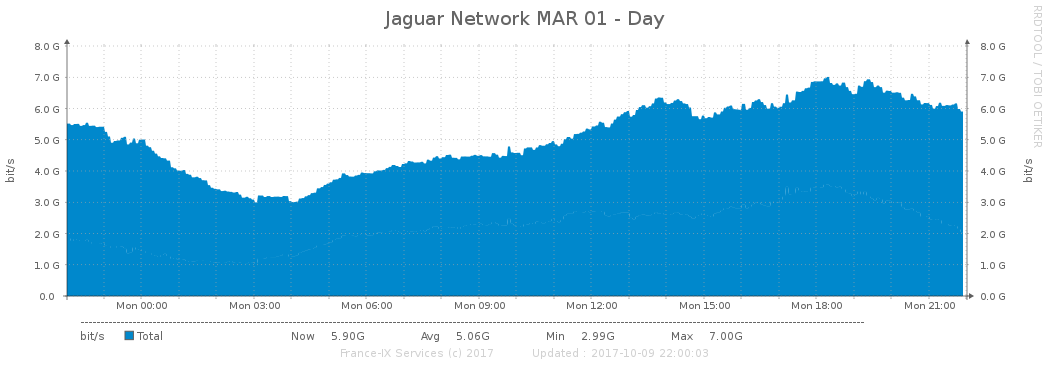 Jaguar Network MAR 01 - Day
RRDTOOL / TOBI OETIKER
8.0 G 8.0 G
7.0 G 7.0 G
6.0 G 6.0 G
5.0 G 5.0 G
4.0 G 4.0 G
3.0 G 3.0 G
2.0 G 2.0 G
1.0 G 1.0 G
0.0 0.0 G
bit/s bit/s
Mon 00:00 Mon 03:00 Mon 06:00 Mon 09:00 Mon 12:00 Mon 15:00 Mon 18:00 Mon 21:00
bit/s Total Now 5.90G Avg 5.06G Min 2.99G Max 7.00G
France-IX Services (c) 2017 Updated : 2017-10-09 22:00:03